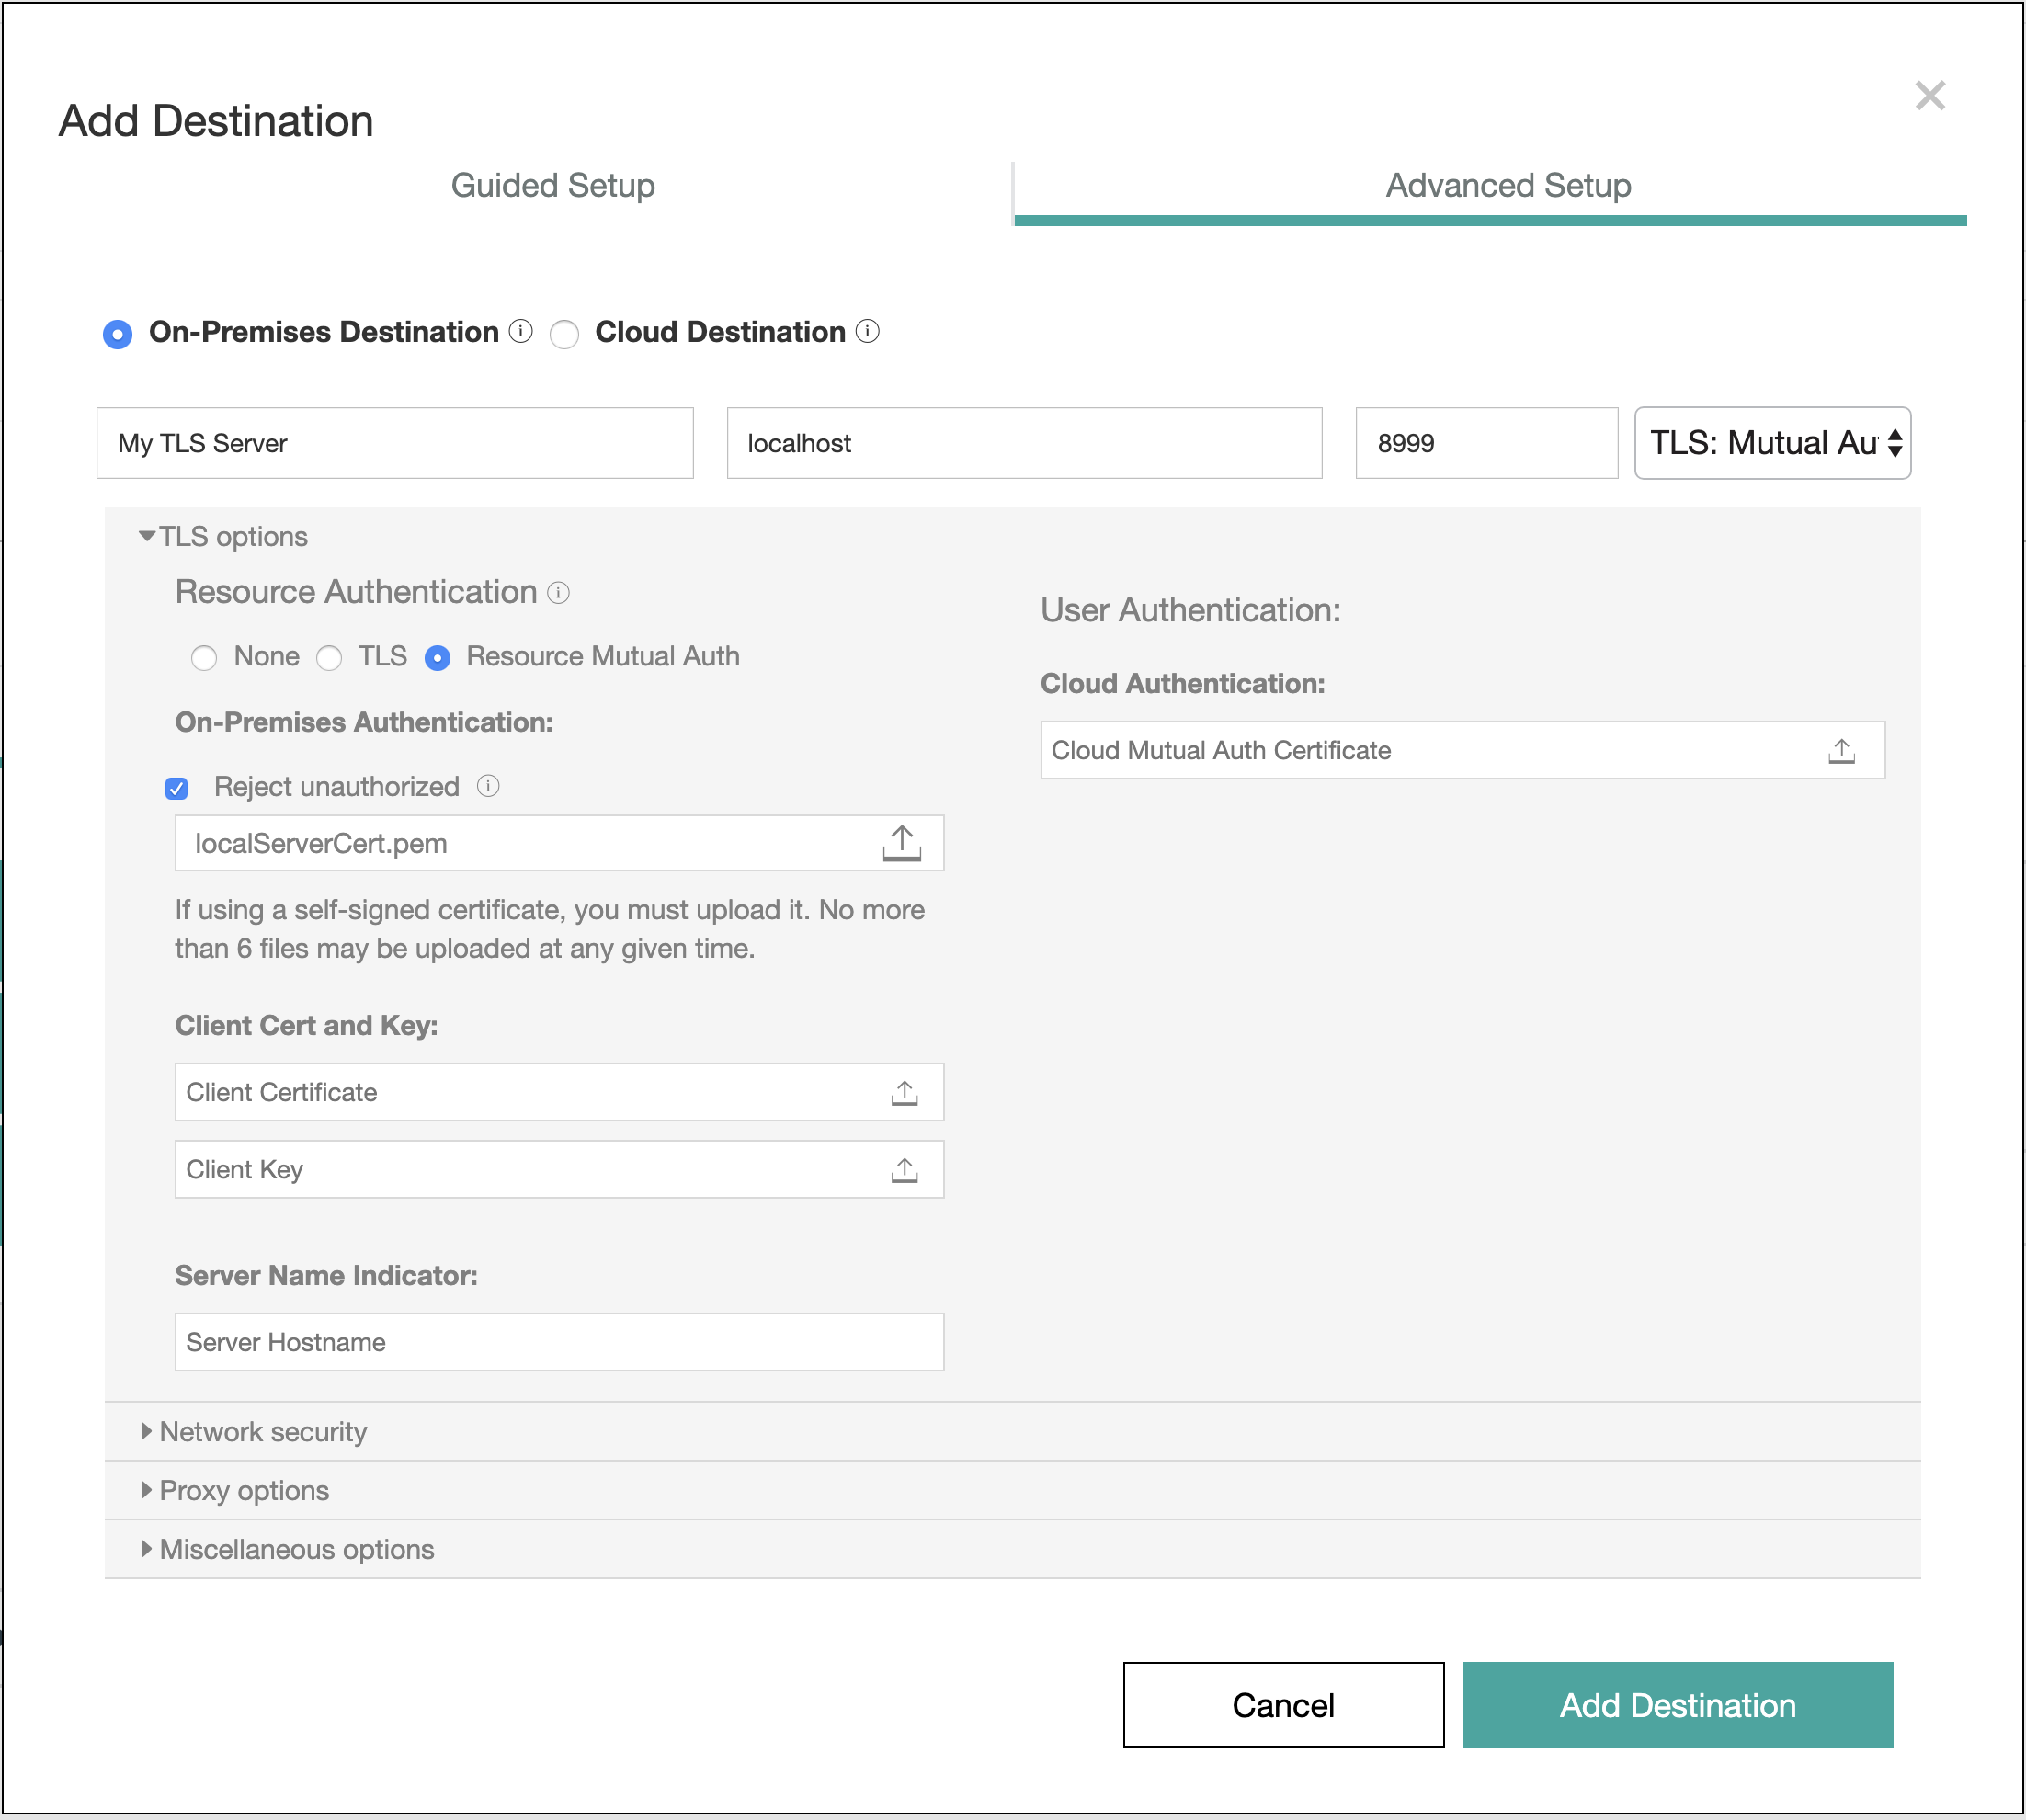 Add Destination
Guided Setup
Advanced Setup
On-Premises Destination
Cloud Destination
My TLS Server
localhost
8999
TLS: Mutual Au
TLS options
Resource Authentication
None
TLS
Resource Mutual Auth
On-Premises Authentication:
Reject unauthorized
localServerCert.pem
If using a self-signed certificate, you must upload it. No more
than 6 files may be uploaded at any given time.
Client Cert and Key:
Client Certificate
Client Key
Server Name Indicator:
Server Hostname
User Authentication:
Cloud Authentication:
Cloud Mutual Auth Certificate
Network security
Proxy options
Miscellaneous options
Cancel
Add Destination